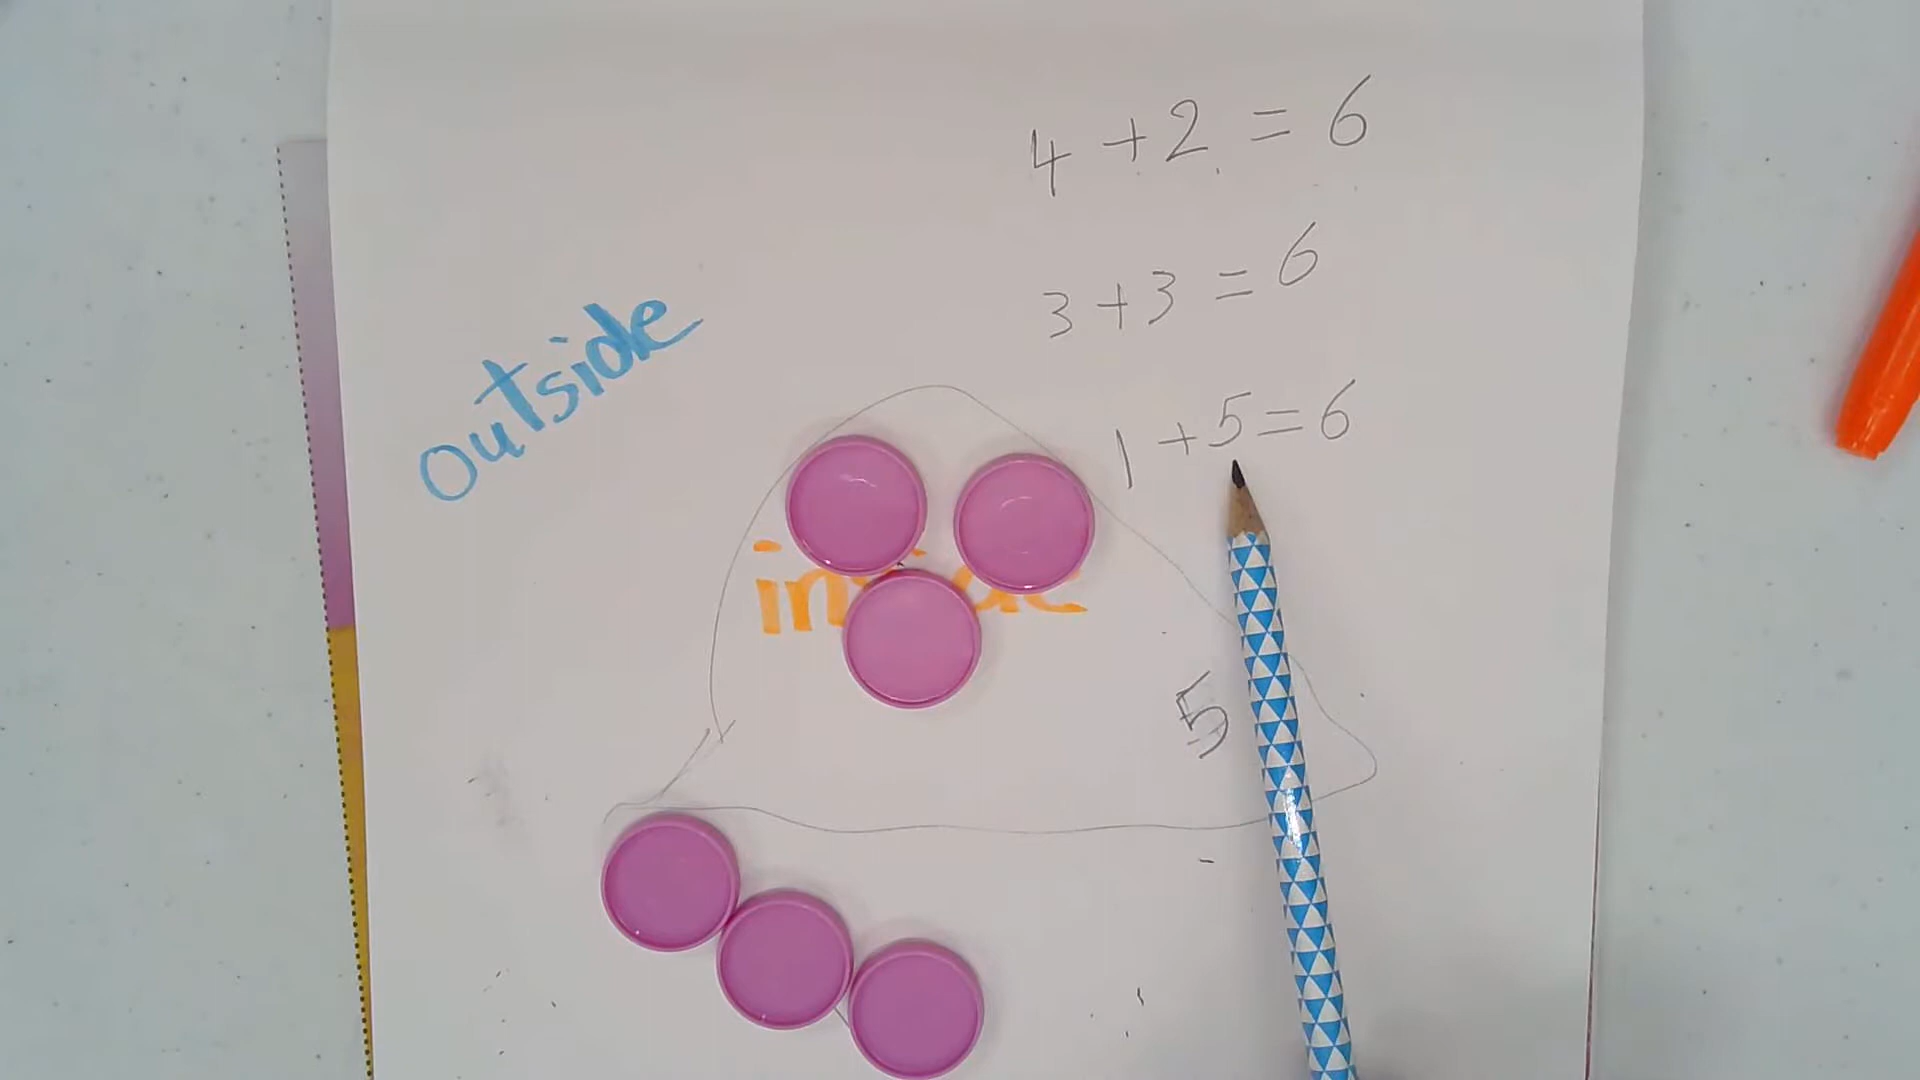 4 + 2 = 6
3 + 3 = 6
outside
1 + 5 = 6
5